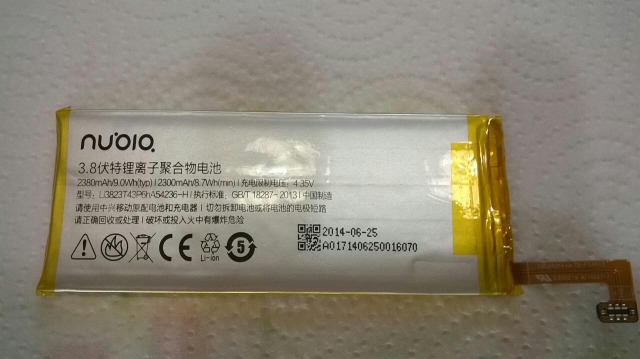 nubia
3.8伏特锂离子聚合物电池
2380mAh/9.0Wh(typ) | 2300mAh/8.7Wh(min) | 充电限制电压：4.35V
型号：Li3823T43P6hA54236-H | 执行标准：GB/T 18287-2013 | 中国制造
请使用中兴移动原配电池和充电器 | 切勿拆卸电池或将电池的电极短路
请正确回收或处理 | 破坏或投入火中有爆炸危险
CE
Li-ion
5
2014-06-25
A0171406250016070